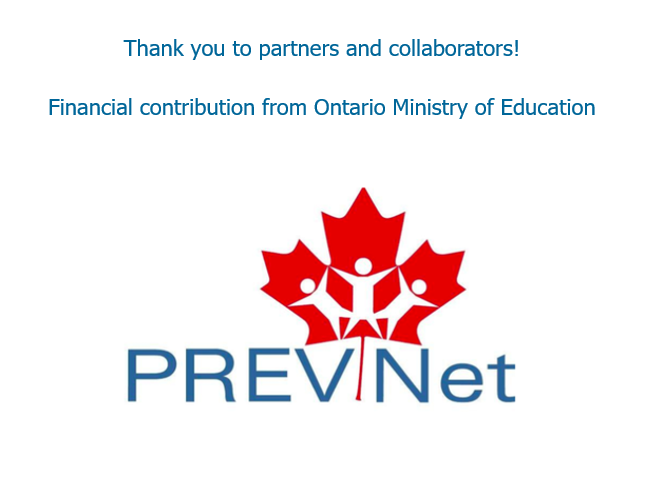 Thank you to partners and collaborators!
Financial contribution from Ontario Ministry of Education
PREVNet